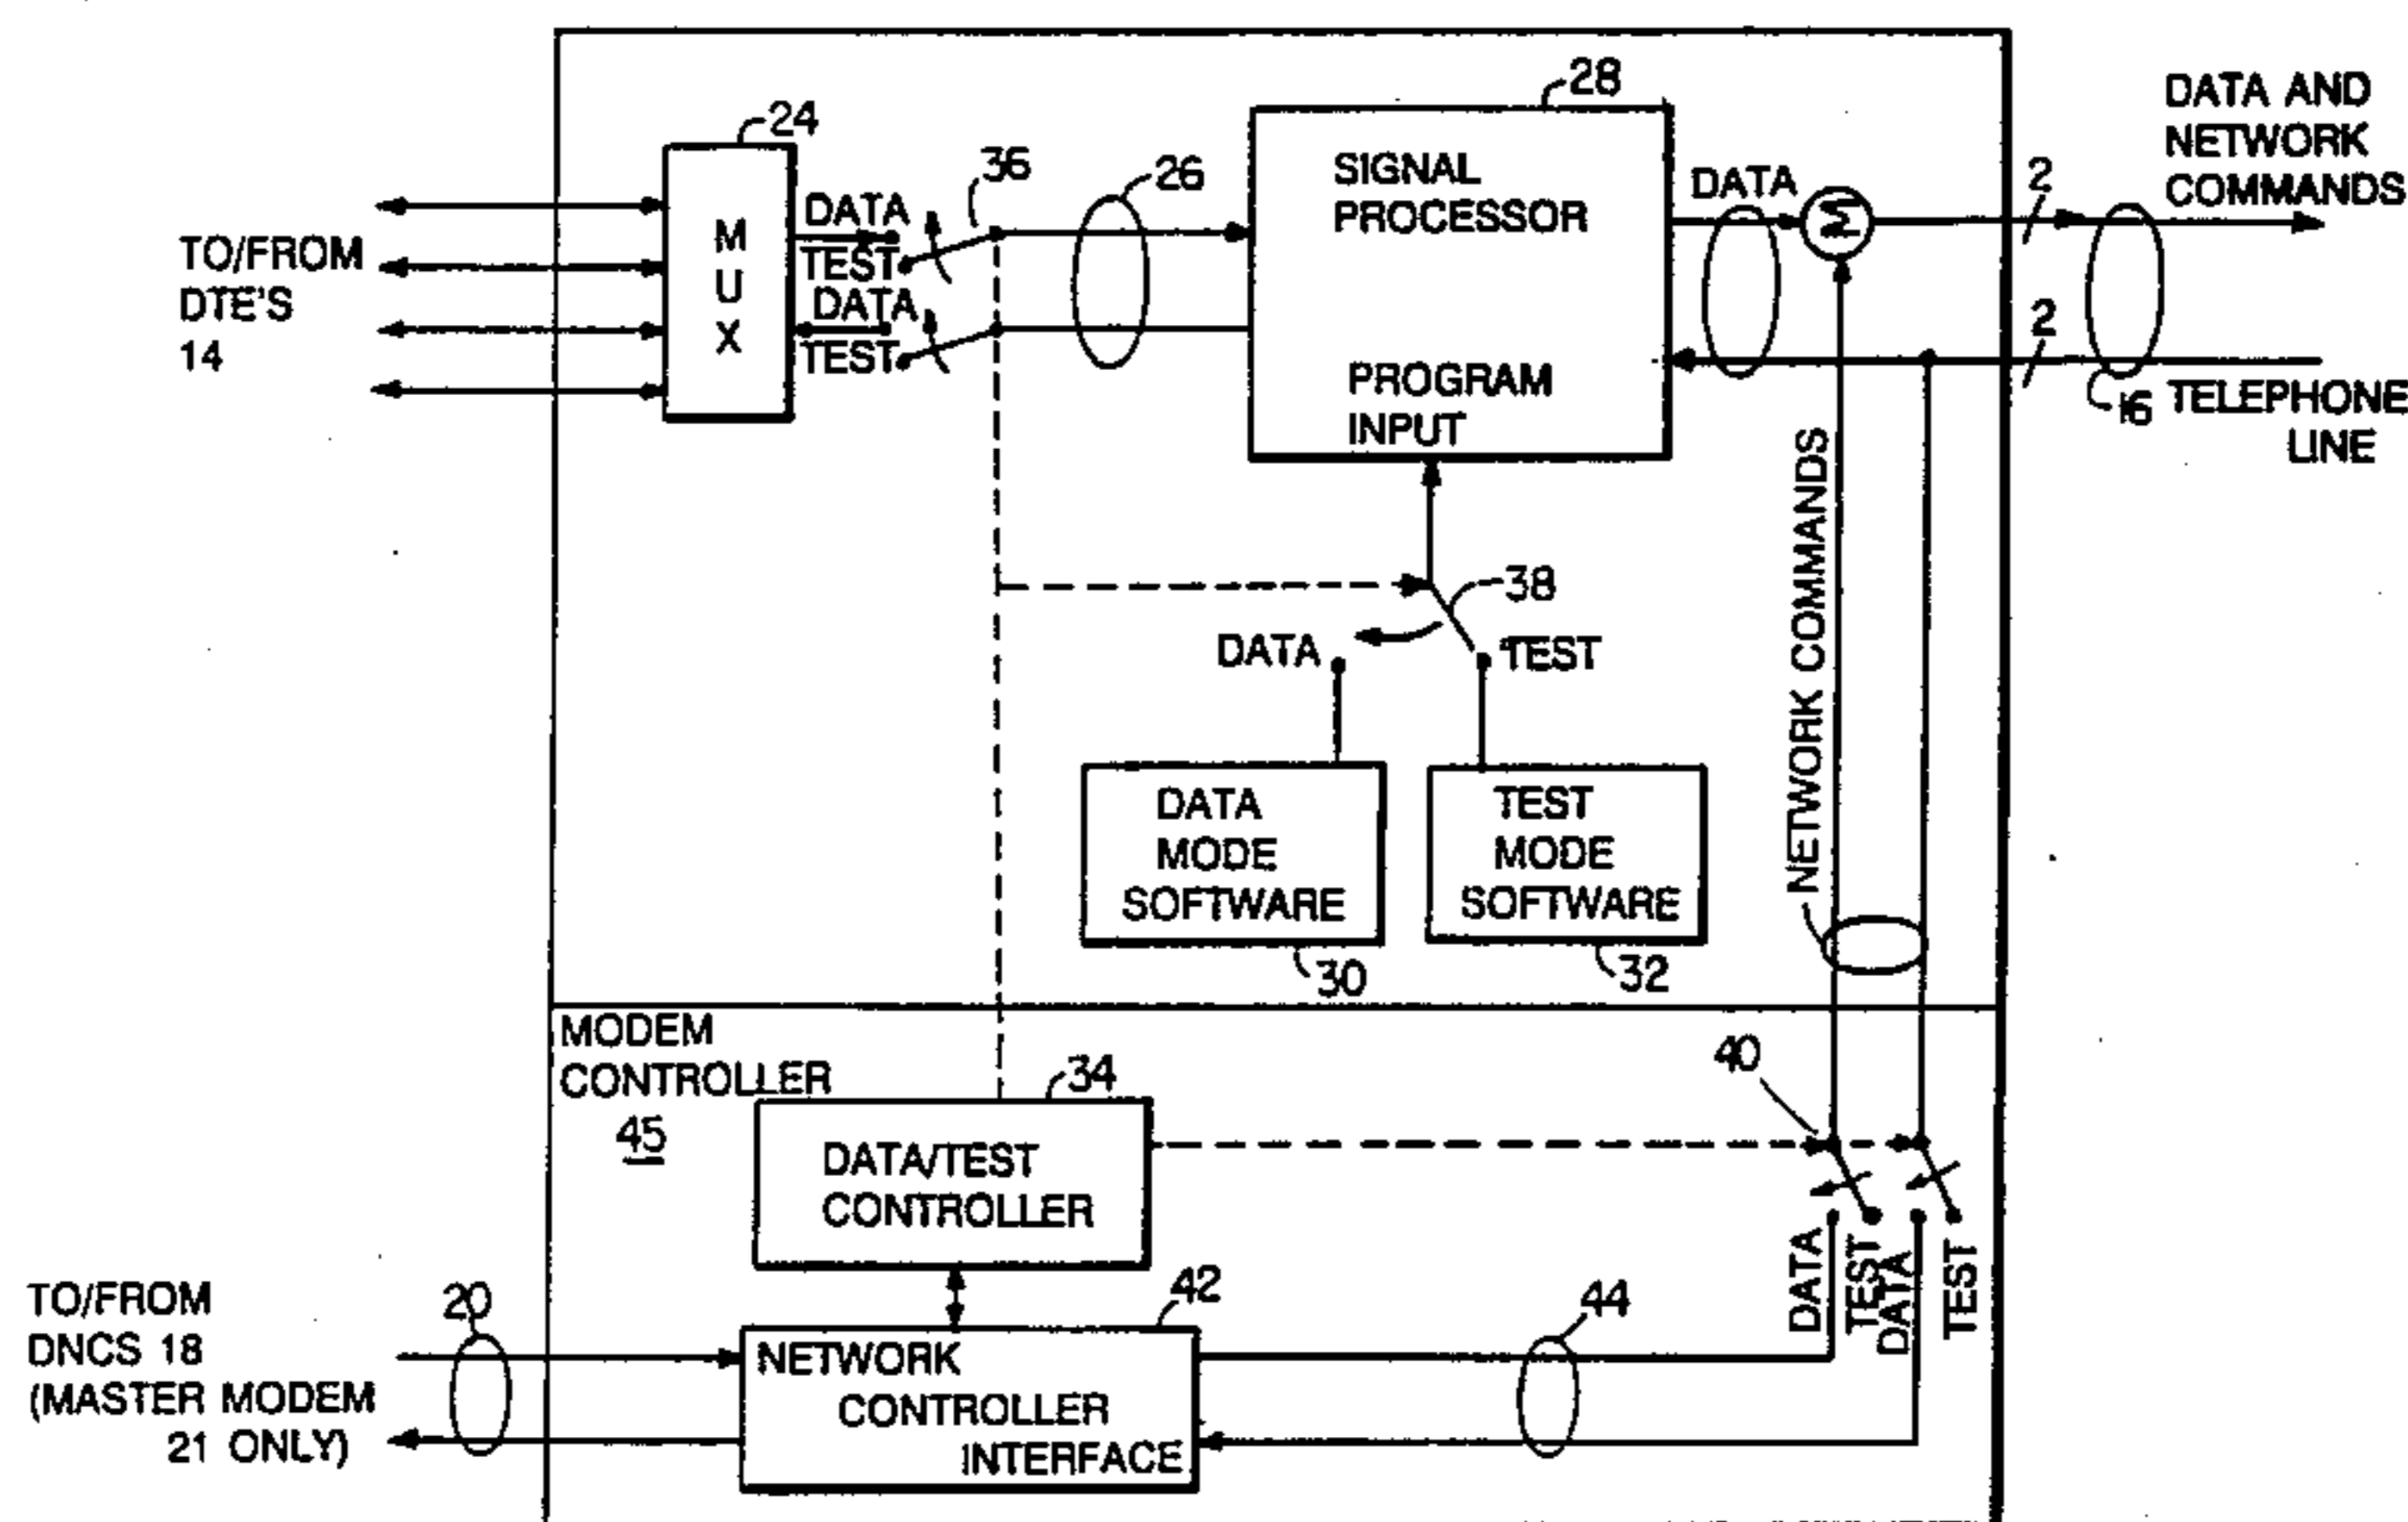 24
28
36
26
MUX
DATA
TEST
DATA
TEST
TO/FROM
DTE'S
14
SIGNAL
PROCESSOR
PROGRAM
INPUT
DATA
Σ
2
2
DATA AND
NETWORK
COMMANDS
16
TELEPHONE
LINE
38
DATA
TEST
DATA
MODE
SOFTWARE
30
TEST
MODE
SOFTWARE
32
NETWORK COMMANDS
MODEM
CONTROLLER
45
34
DATA/TEST
CONTROLLER
40
DATA
TEST
DATA
TEST
TO/FROM
DNCS 18
(MASTER MODEM
21 ONLY)
20
42
NETWORK
CONTROLLER
INTERFACE
44